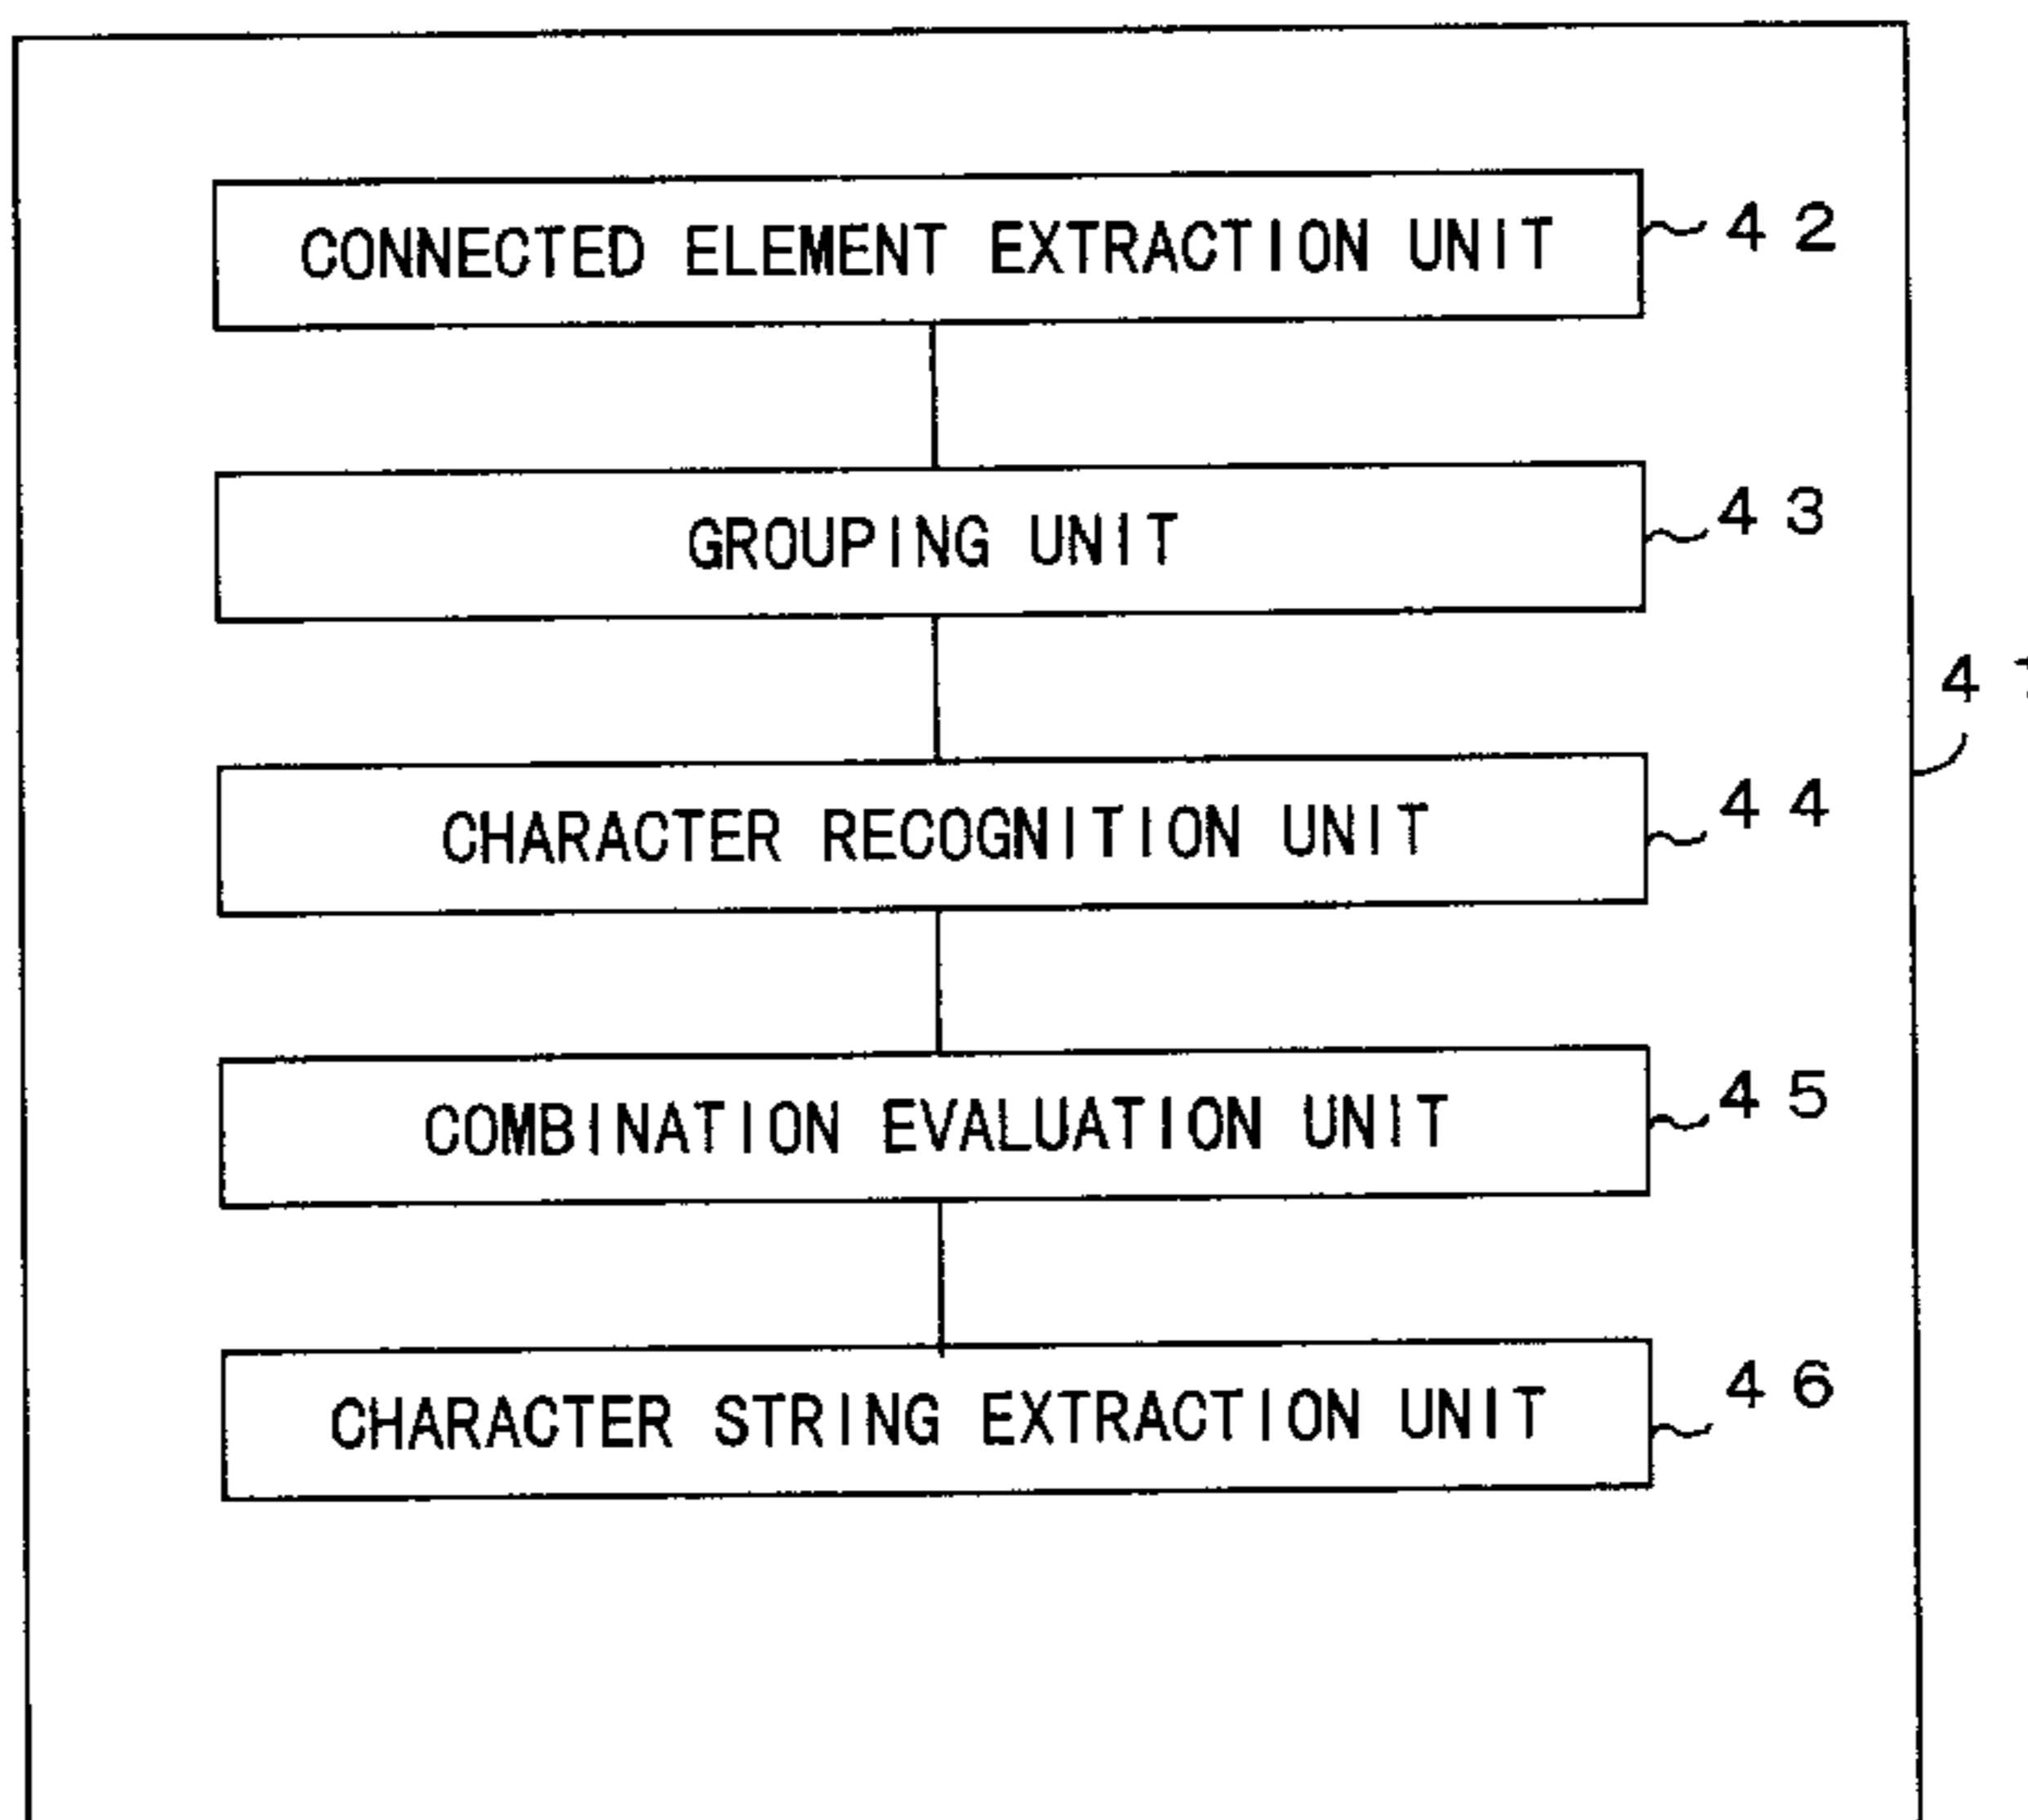 CONNECTED ELEMENT EXTRACTION UNIT
42
GROUPING UNIT
43
4
CHARACTER RECOGNITION UNIT
44
COMBINATION EVALUATION UNIT
45
CHARACTER STRING EXTRACTION UNIT
46